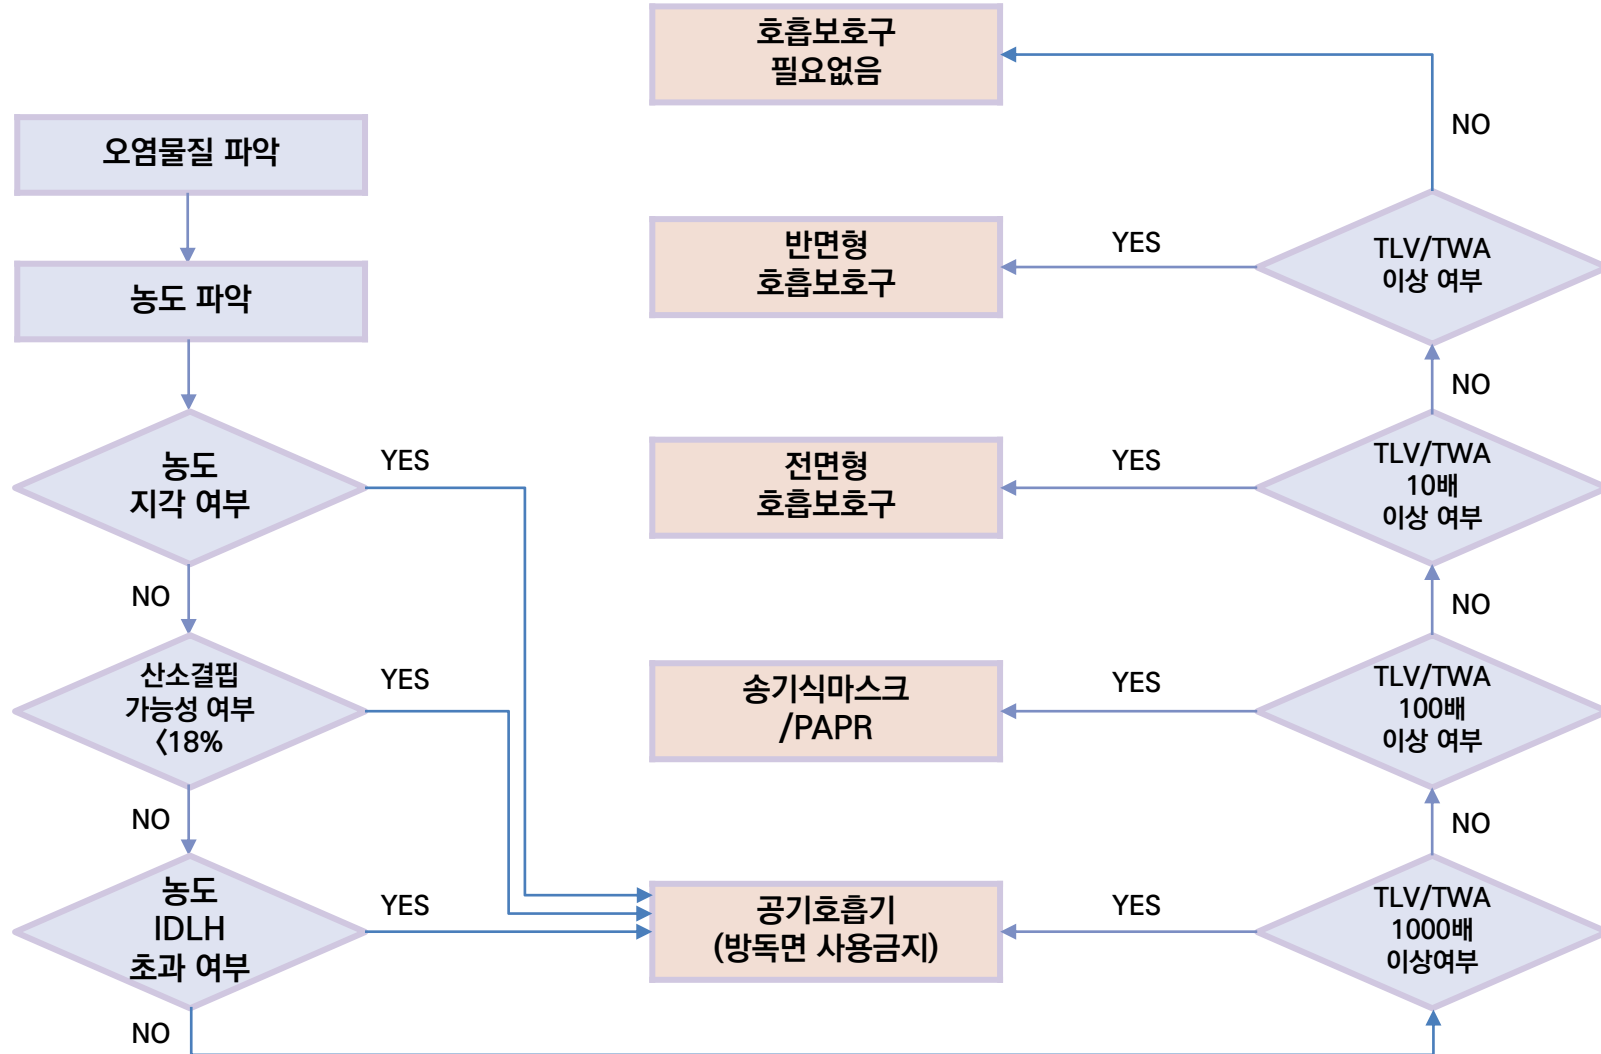 오염물질 파악
농도 파악
농도
지각 여부
YES
NO
산소결핍
가능성 여부
<18%
YES
NO
농도
IDLH
초과 여부
YES
NO
호흡보호구
필요없음
반면형
호흡보호구
전면형
호흡보호구
송기식마스크
/PAPR
공기호흡기
(방독면 사용금지)
NO
YES
TLV/TWA
이상 여부
NO
YES
TLV/TWA
10배
이상 여부
NO
YES
TLV/TWA
100배
이상 여부
NO
YES
TLV/TWA
1000배
이상여부